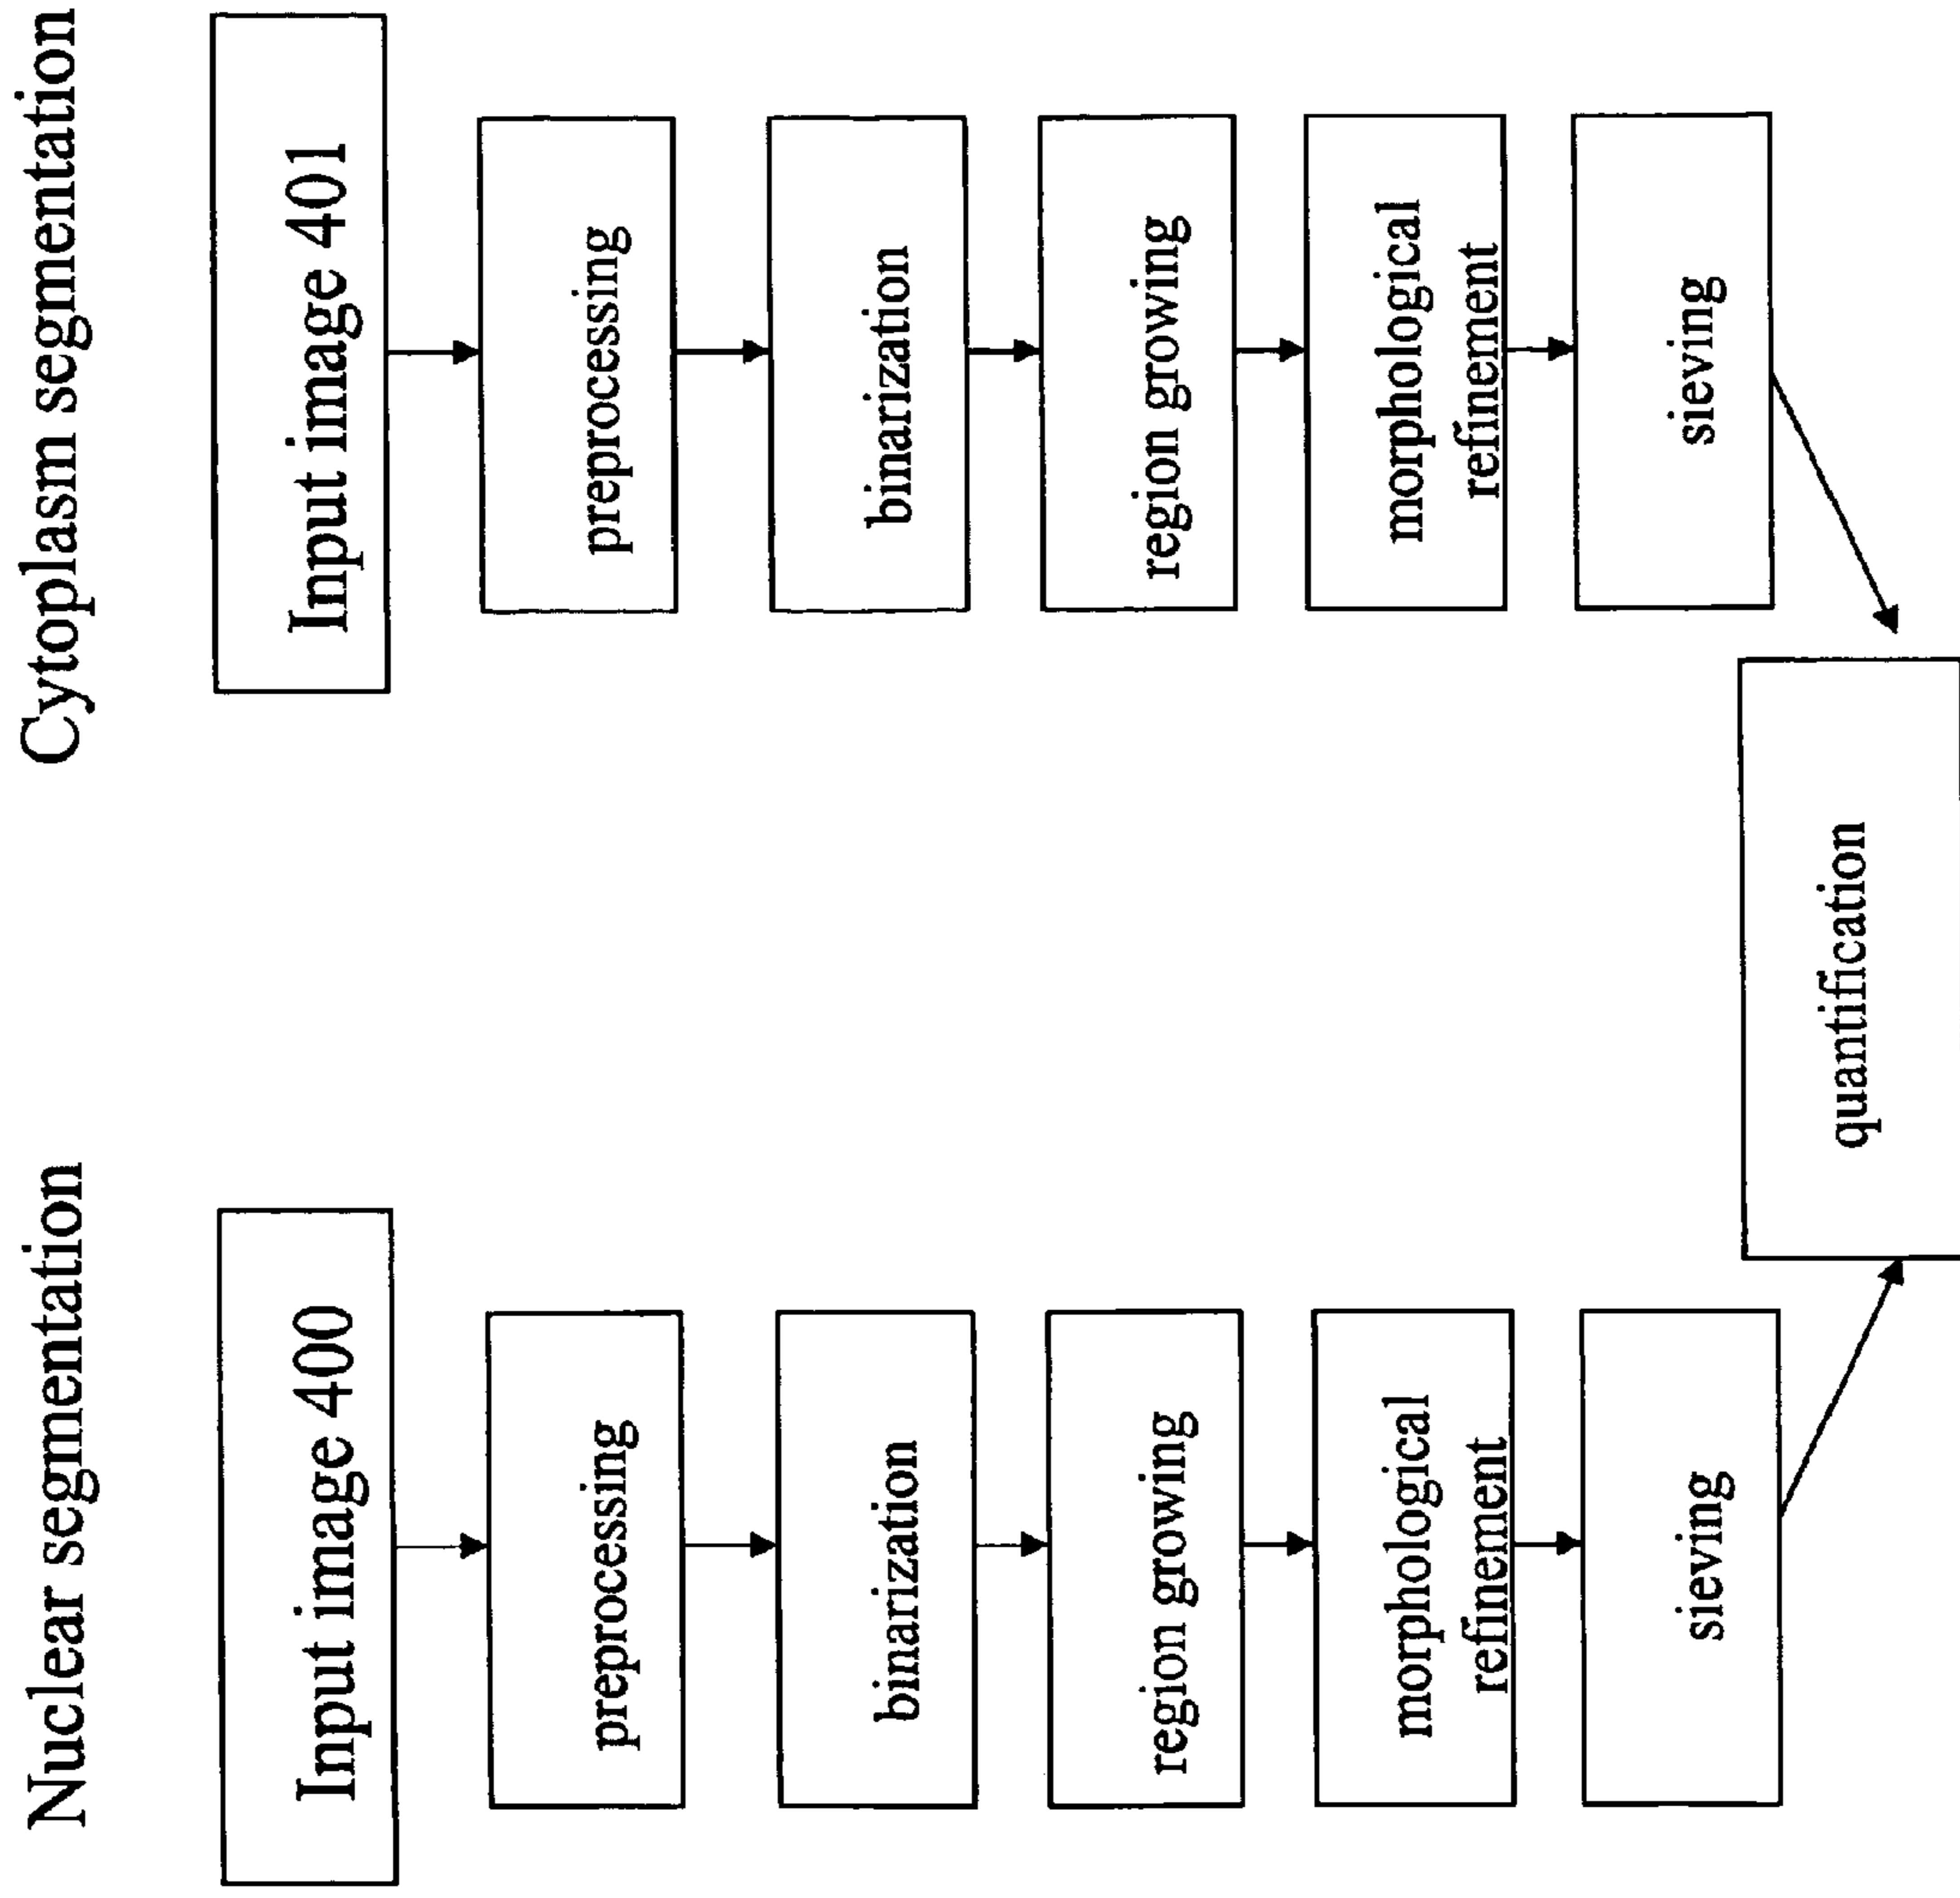 Nuclear segmentation
Input image 400
preprocessing
binarization
region growing
morphological
refinement
sieving
Cytoplasm segmentation
Input image 401
preprocessing
binarization
region growing
morphological
refinement
sieving
quantification